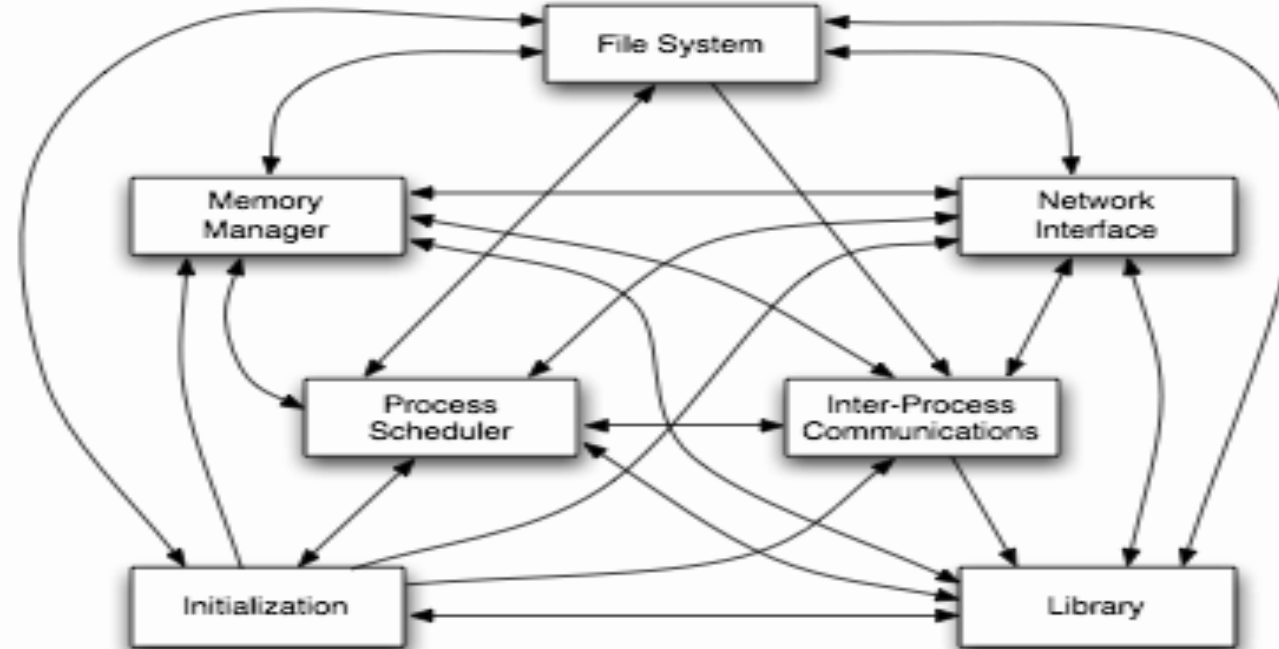 File System
Memory
Manager
Network
Interface
Process
Scheduler
Inter-Process
Communications
Initialization
Library